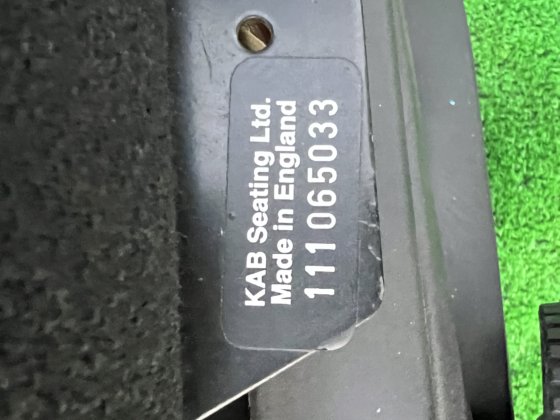 KAB Seating Ltd.
Made in England
111065033